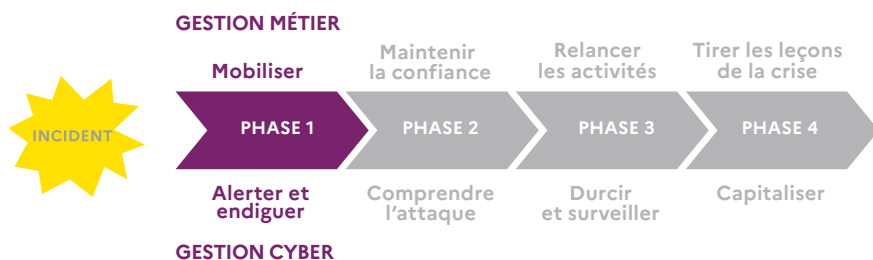 GESTION MÉTIER
Mobiliser
Maintenir
la confiance
Relancer
les activités
Tirer les leçons
de la crise
INCIDENT
PHASE 1
PHASE 2
PHASE 3
PHASE 4
Alerter et
endiguer
Comprendre
l’attaque
Durcir
et surveiller
Capitaliser
GESTION CYBER